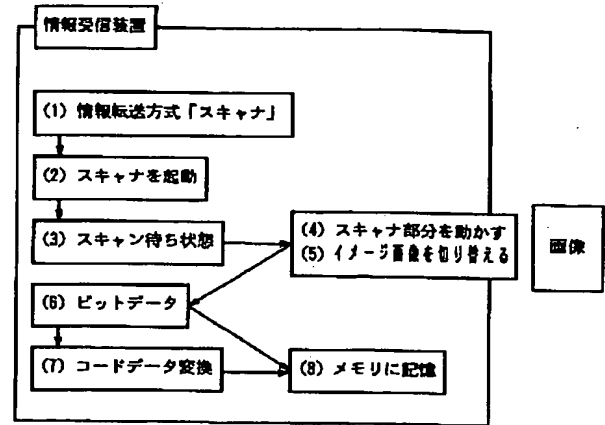 情報受信装置
(1) 情報転送方式「スキャナ」
(2) スキャナを起動
(3) スキャン待ち状態
(4) スキャナ部分を動かす
(5) イメージ画像を切り替える
画像
(6) ビットデータ
(7) コードデータ変換
(8) メモリに記憶